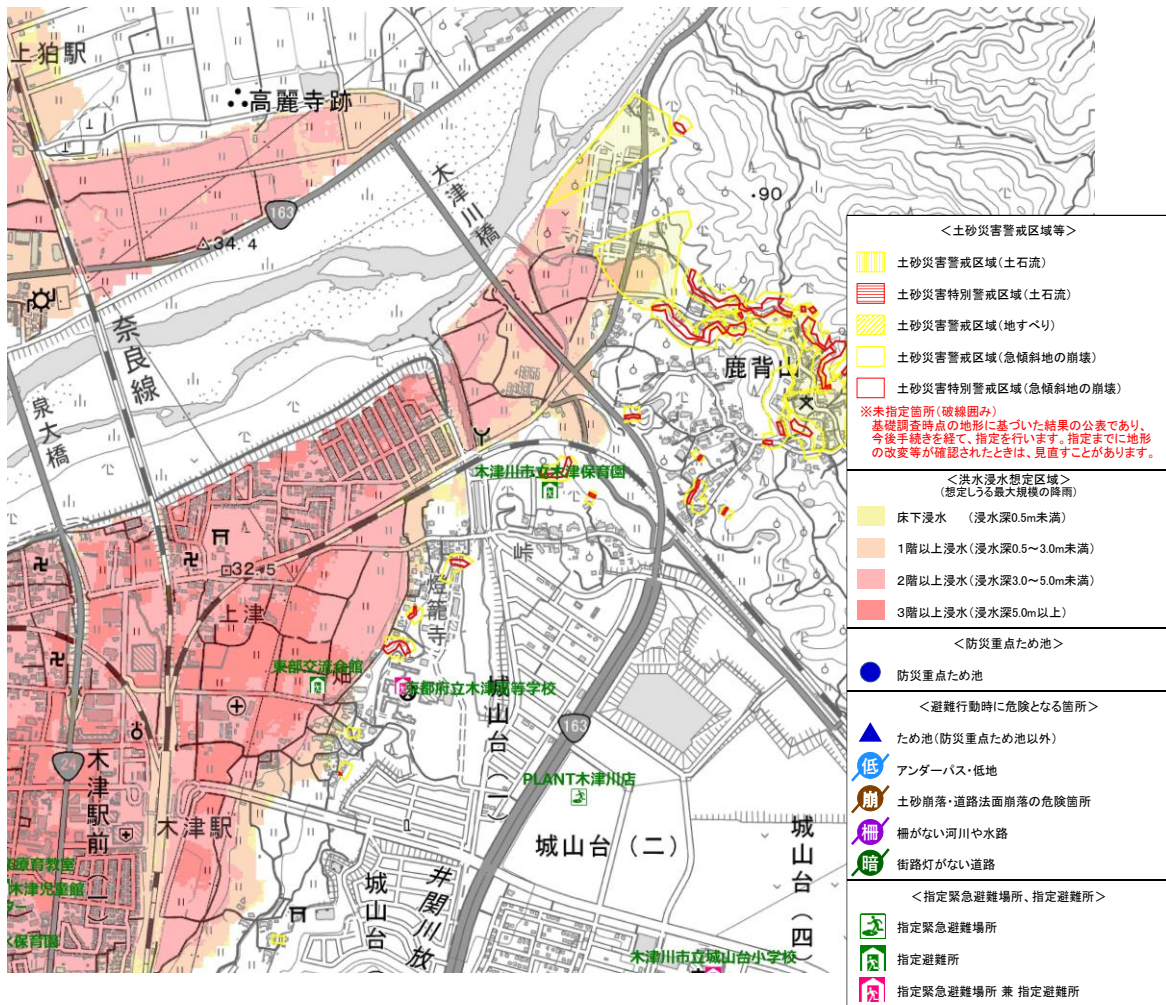 上狛駅
高麗寺跡
163
34.4
木津川橋
・90
奈良線
泉大橋
鹿背山
木津川市立木津保育園
峠
32.5
燈籠寺
上津
東部交流会館
畑
京都府立木津高等学校
城山台(一)
163
24
木津駅前
木津駅
PLANT木津川店
城山台(二)
城山台(四)
療育教室
木津児童館
ター
保育園
城山台
井関川放
木津川市立城山台小学校
<土砂災害警戒区域等>
土砂災害警戒区域(土石流)
土砂災害特別警戒区域(土石流)
土砂災害警戒区域(地すべり)
土砂災害警戒区域(急傾斜地の崩壊)
土砂災害特別警戒区域(急傾斜地の崩壊)
※未指定箇所(破線囲み)
基礎調査時点の地形に基づいた結果の公表であり、
今後手続きを経て、指定を行います。指定までに地形
の改変等が確認されたときは、見直すことがあります。
<洪水浸水想定区域>
(想定しうる最大規模の降雨)
床下浸水 (浸水深0.5m未満)
1階以上浸水(浸水深0.5~3.0m未満)
2階以上浸水(浸水深3.0~5.0m未満)
3階以上浸水(浸水深5.0m以上)
<防災重点ため池>
防災重点ため池
<避難行動時に危険となる箇所>
ため池(防災重点ため池以外)
低 アンダーパス・低地
崩 土砂崩落・道路法面崩落の危険箇所
柵 柵がない河川や水路
暗 街路灯がない道路
<指定緊急避難場所、指定避難所>
指定緊急避難場所
指定避難所
指定緊急避難場所 兼 指定避難所